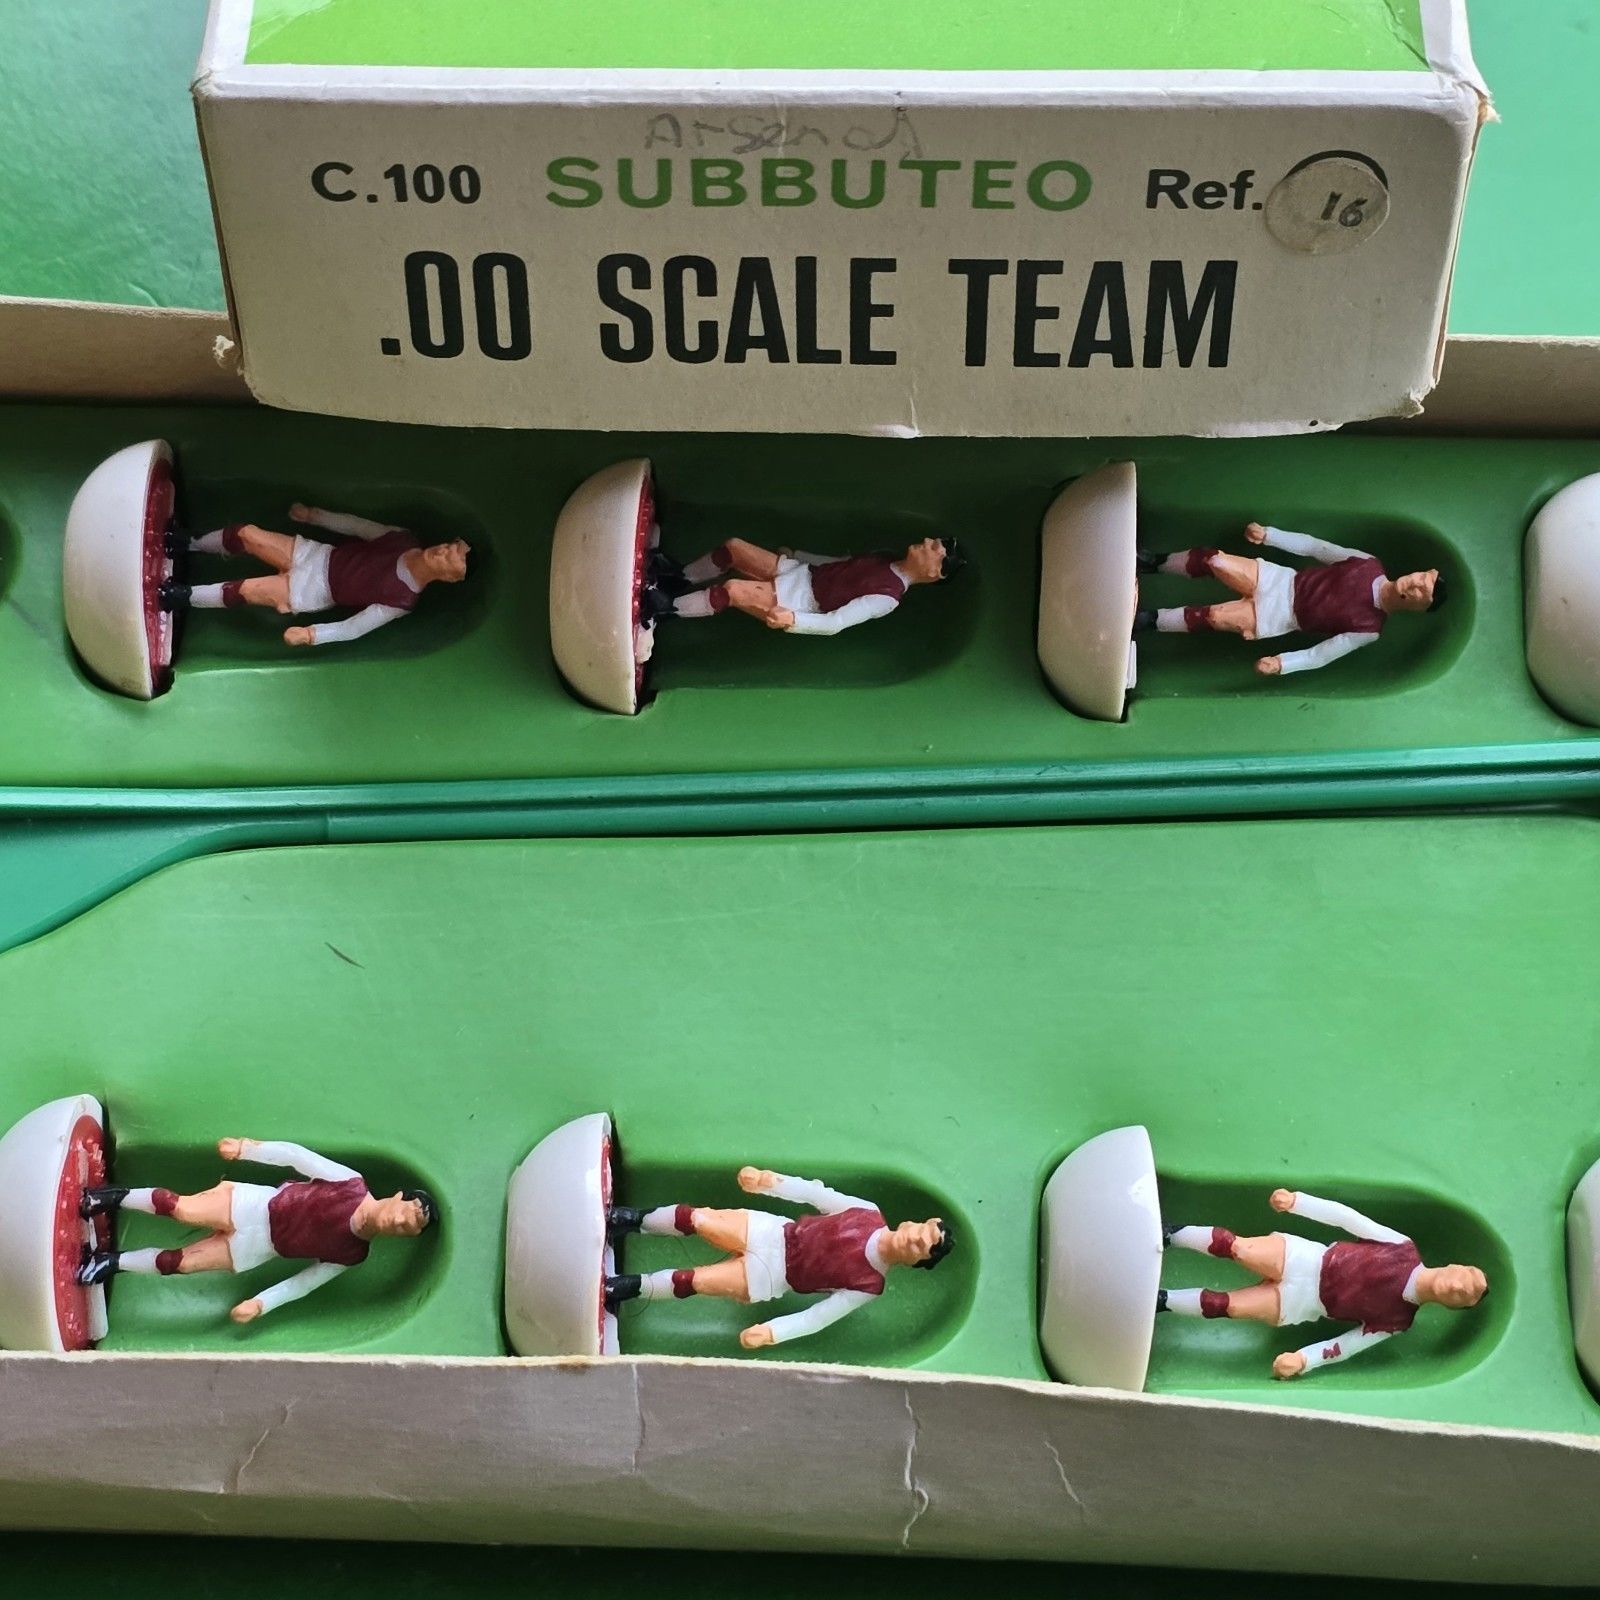 Arsenal
C.100 SUBBUTEO Ref. 16
.00 SCALE TEAM